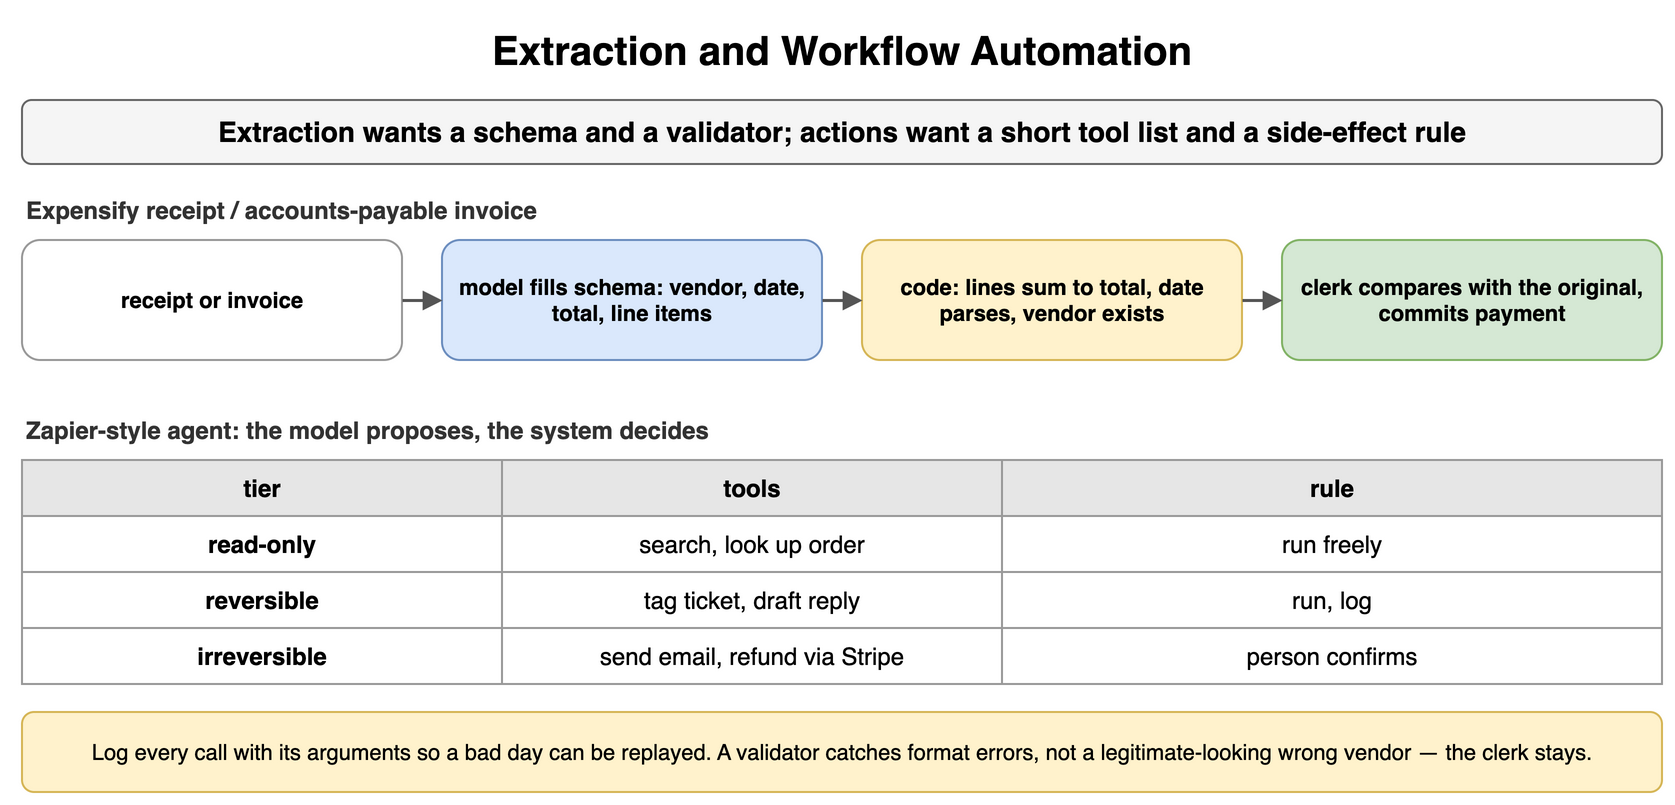 Extraction and Workflow Automation
Extraction wants a schema and a validator; actions want a short tool list and a side-effect rule
Expensify receipt / accounts-payable invoice
receipt or invoice
model fills schema: vendor, date,
total, line items
code: lines sum to total, date
parses, vendor exists
clerk compares with the original,
commits payment
Zapier-style agent: the model proposes, the system decides
tier tools rule
read-only search, look up order run freely
reversible tag ticket, draft reply run, log
irreversible send email, refund via Stripe person confirms
Log every call with its arguments so a bad day can be replayed. A validator catches format errors, not a legitimate-looking wrong vendor — the clerk stays.